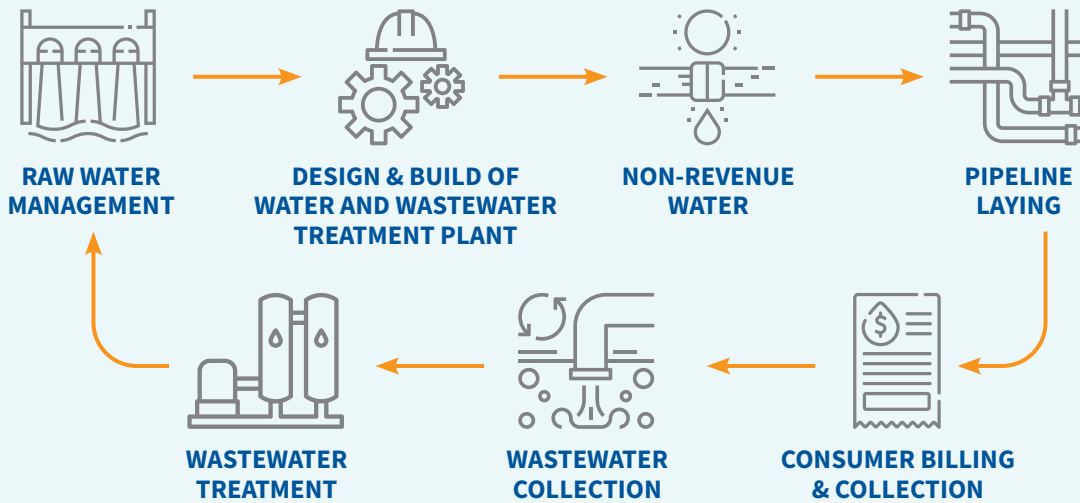 RAW WATER
MANAGEMENT
DESIGN & BUILD OF
WATER AND WASTEWATER
TREATMENT PLANT
NON-REVENUE
WATER
PIPELINE
LAYING
$
CONSUMER BILLING
& COLLECTION
WASTEWATER
COLLECTION
WASTEWATER
TREATMENT